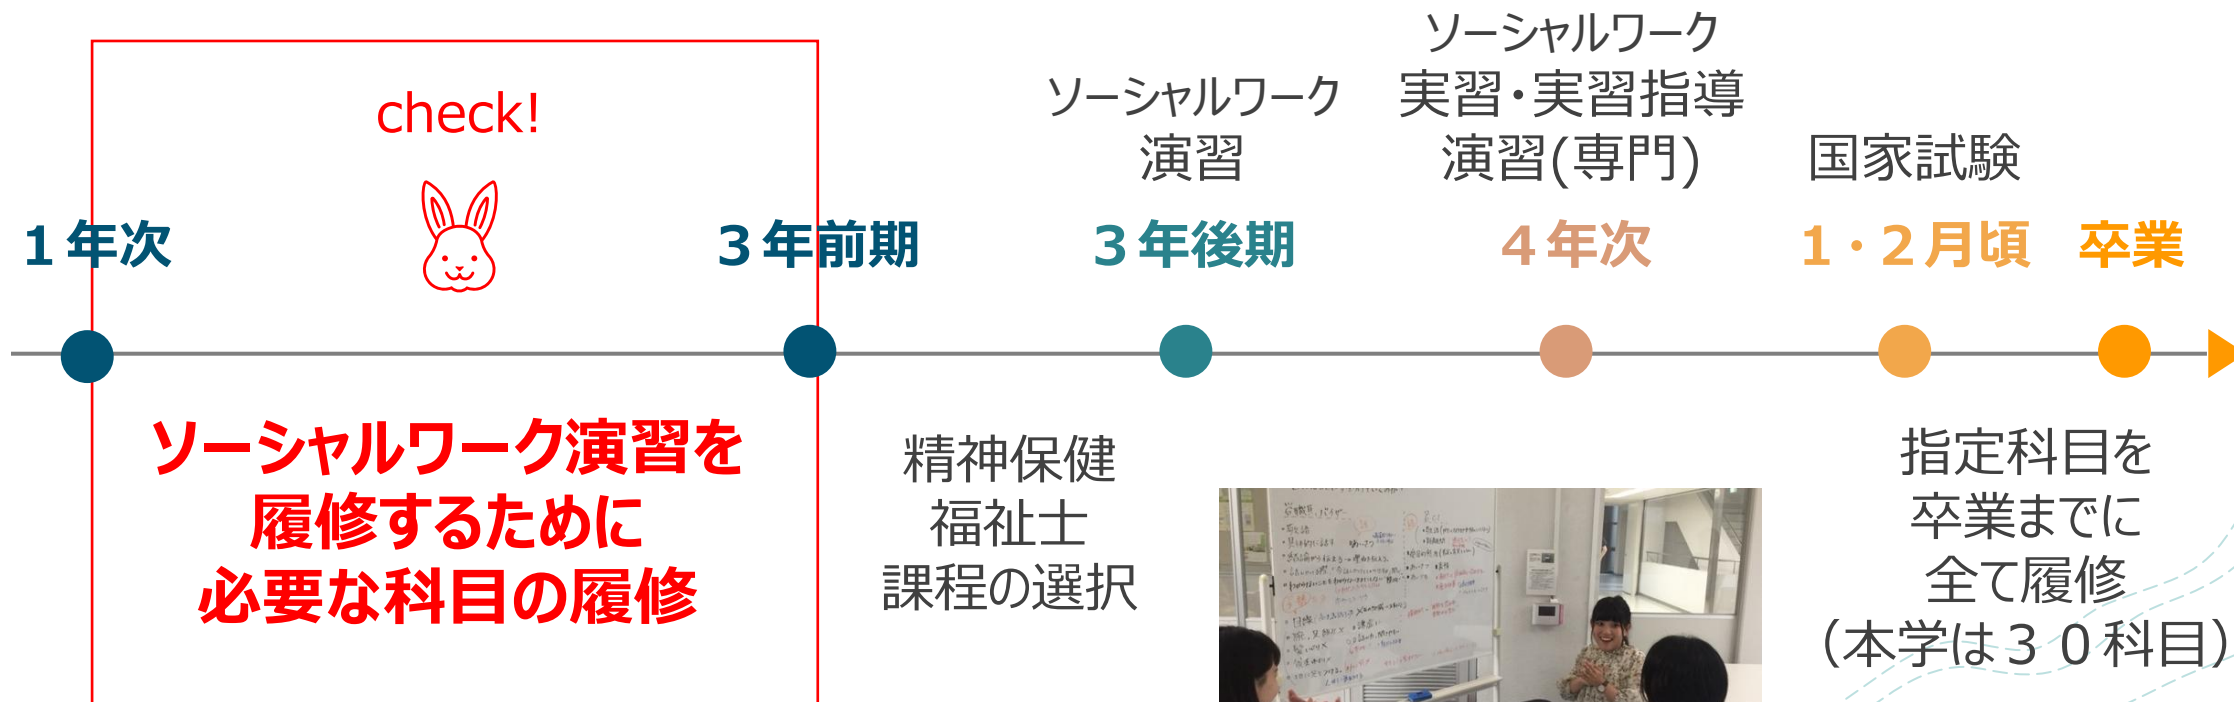 check!
ソーシャルワーク
演習
ソーシャルワーク
実習・実習指導
演習(専門)
国家試験
１年次
３年前期
３年後期
４年次
１・２月頃
卒業
ソーシャルワーク演習を
履修するために
必要な科目の履修
精神保健
福祉士
課程の選択
指定科目を
卒業までに
全て履修
（本学は３０科目）